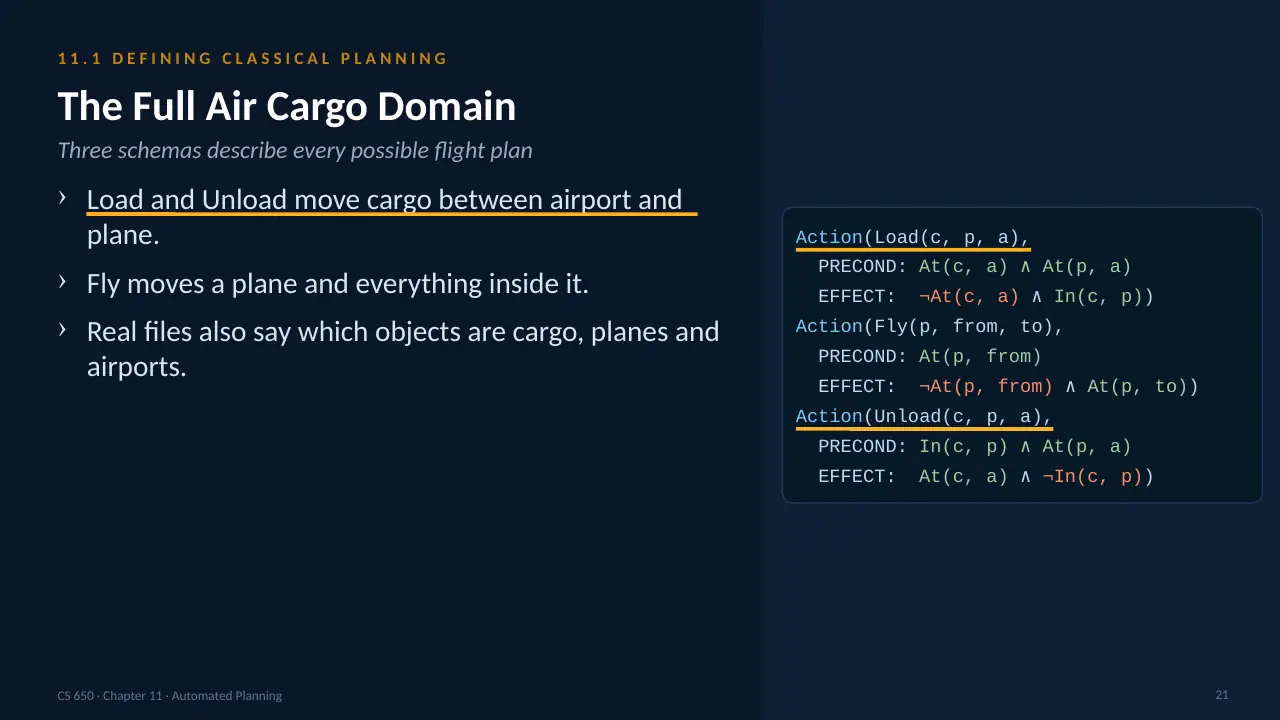 11.1 DEFINING CLASSICAL PLANNING
The Full Air Cargo Domain
Three schemas describe every possible flight plan
› Load and Unload move cargo between airport and
plane.
› Fly moves a plane and everything inside it.
› Real files also say which objects are cargo, planes and
airports.
Action(Load(c, p, a),
PRECOND: At(c, a) ∧ At(p, a)
EFFECT: ¬At(c, a) ∧ In(c, p))
Action(Fly(p, from, to),
PRECOND: At(p, from)
EFFECT: ¬At(p, from) ∧ At(p, to))
Action(Unload(c, p, a),
PRECOND: In(c, p) ∧ At(p, a)
EFFECT: At(c, a) ∧ ¬In(c, p))
CS 650 · Chapter 11 · Automated Planning
21